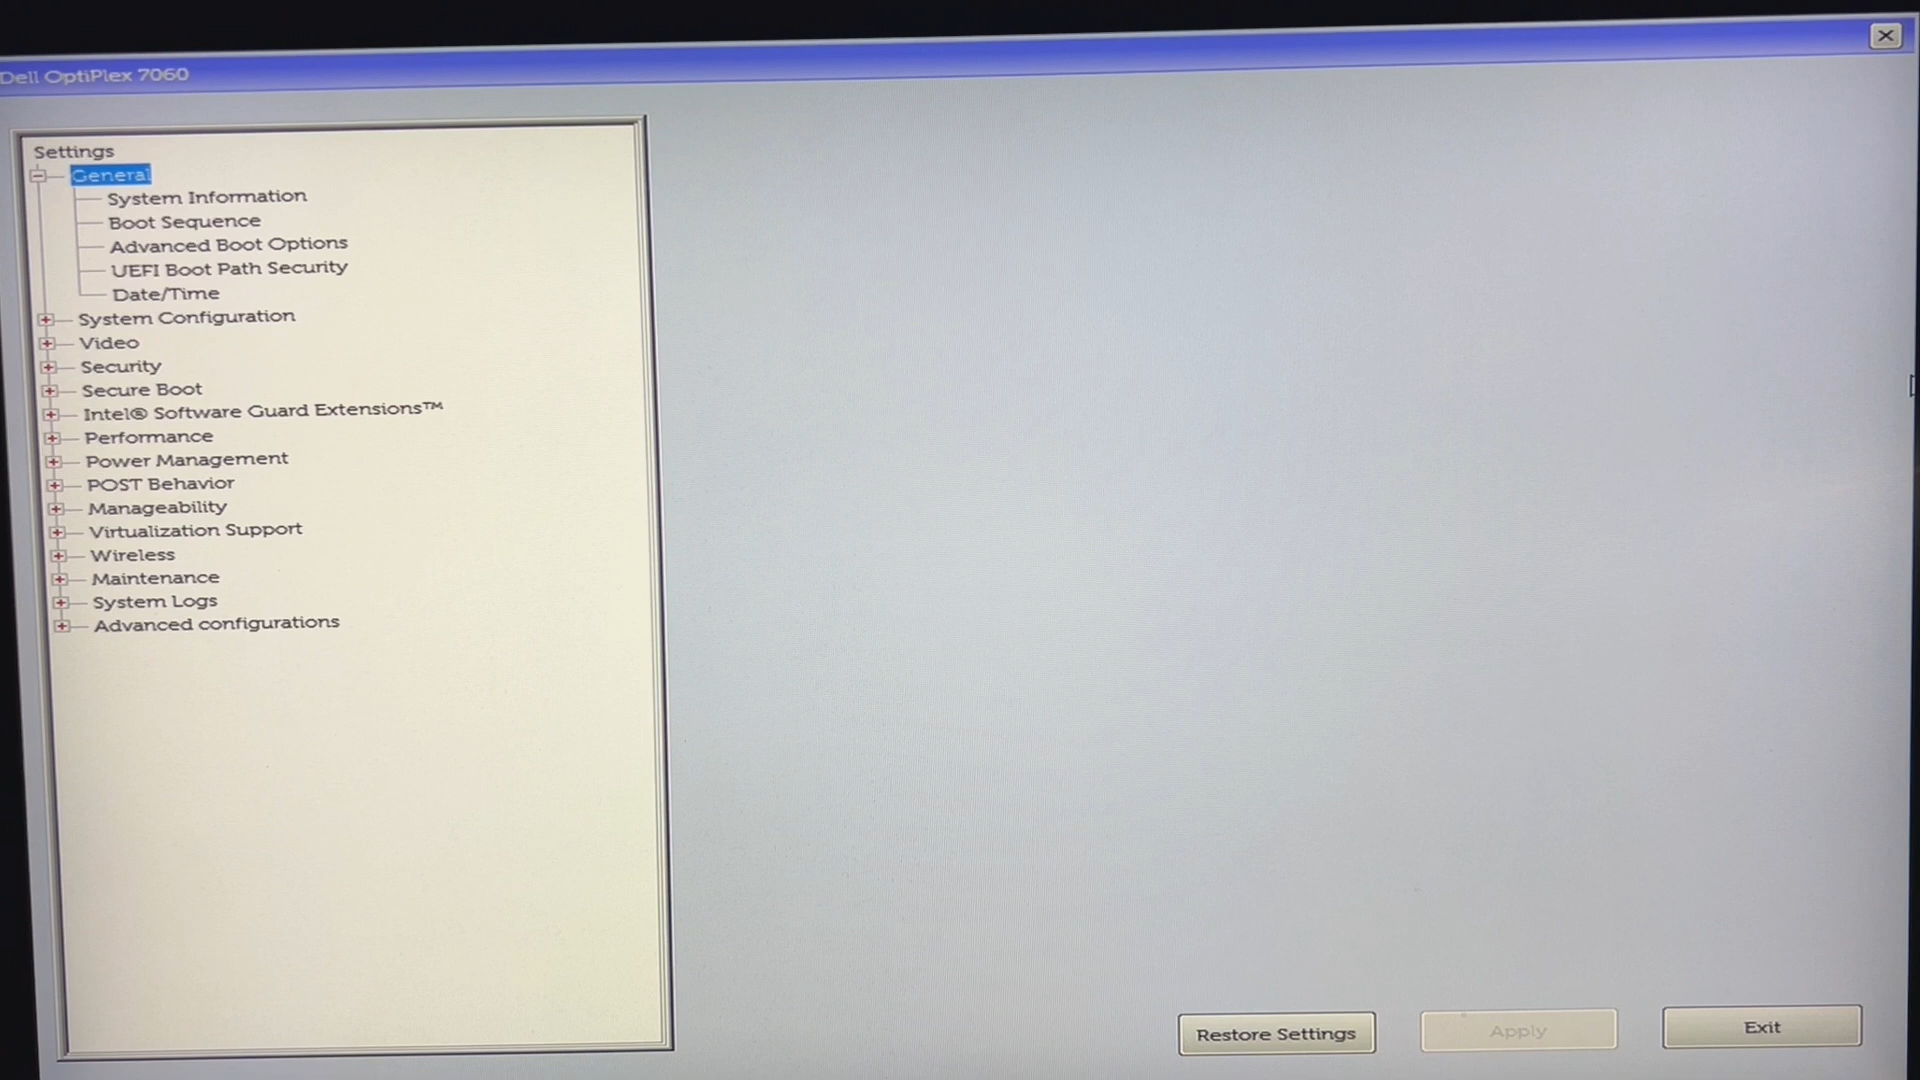 Dell OptiPlex 7060
Settings
General
System Information
Boot Sequence
Advanced Boot Options
UEFI Boot Path Security
Date/Time
System Configuration
Video
Security
Secure Boot
Intel® Software Guard Extensions™
Performance
Power Management
POST Behavior
Manageability
Virtualization Support
Wireless
Maintenance
System Logs
Advanced configurations
Restore Settings
Apply
Exit